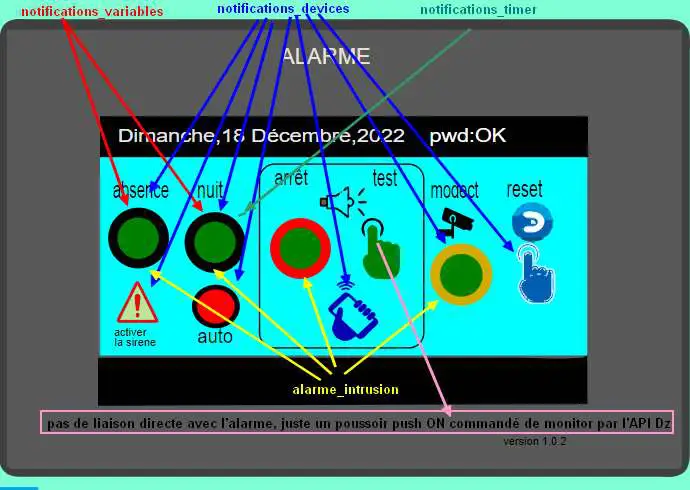 notifications_variables notifications_devices notifications_timer
ALARME
Dimanche,18 Décembre,2022 pwd:OK
absence nuit arrêt test modect reset
activer
la sirene
auto
alarme_intrusion
pas de liaison directe avec l'alarme, juste un poussoir push ON commandé de monitor par l'API Dz
version 1.0.2